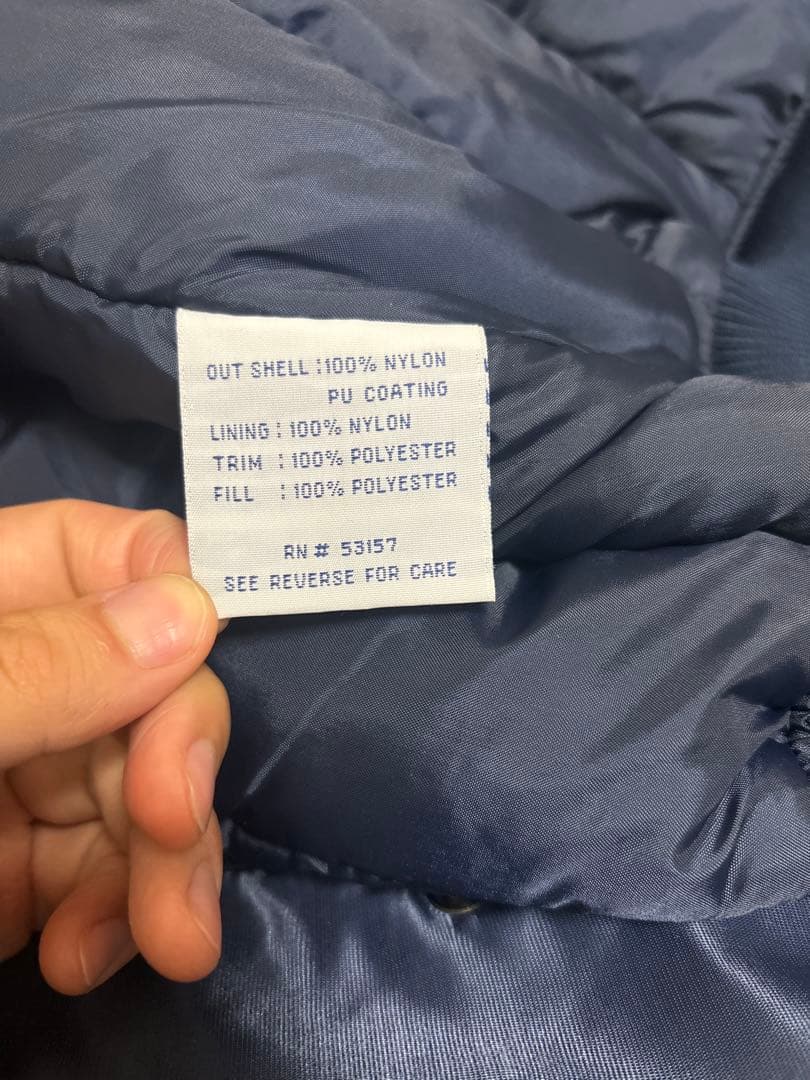 OUT SHELL : 100% NYLON
PU COATING
LINING : 100% NYLON
TRIM : 100% POLYESTER
FILL : 100% POLYESTER
RN # 53157
SEE REVERSE FOR CARE